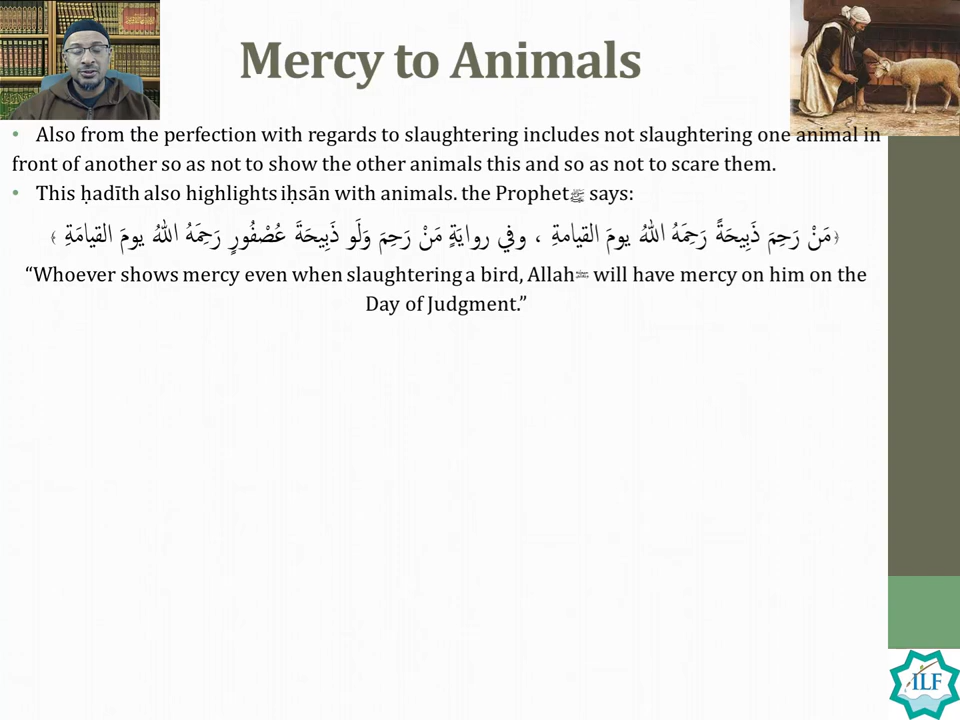 Mercy to Animals
• Also from the perfection with regards to slaughtering includes not slaughtering one animal in
front of another so as not to show the other animals this and so as not to scare them.
• This ḥadīth also highlights iḥsān with animals. the Prophet ﷺ says:
﴿مَنْ رَحِمَ ذَبِيحَةً رَحِمَهُ اللهُ يومَ القيامةِ ، وفي روايَةٍ مَنْ رَحِمَ وَلَو ذَبِيحَةَ عُصْفُورٍ رَحِمَهُ اللهُ يومَ القيامَةِ ﴾
“Whoever shows mercy even when slaughtering a bird, Allah will have mercy on him on the
Day of Judgment.”
ILF